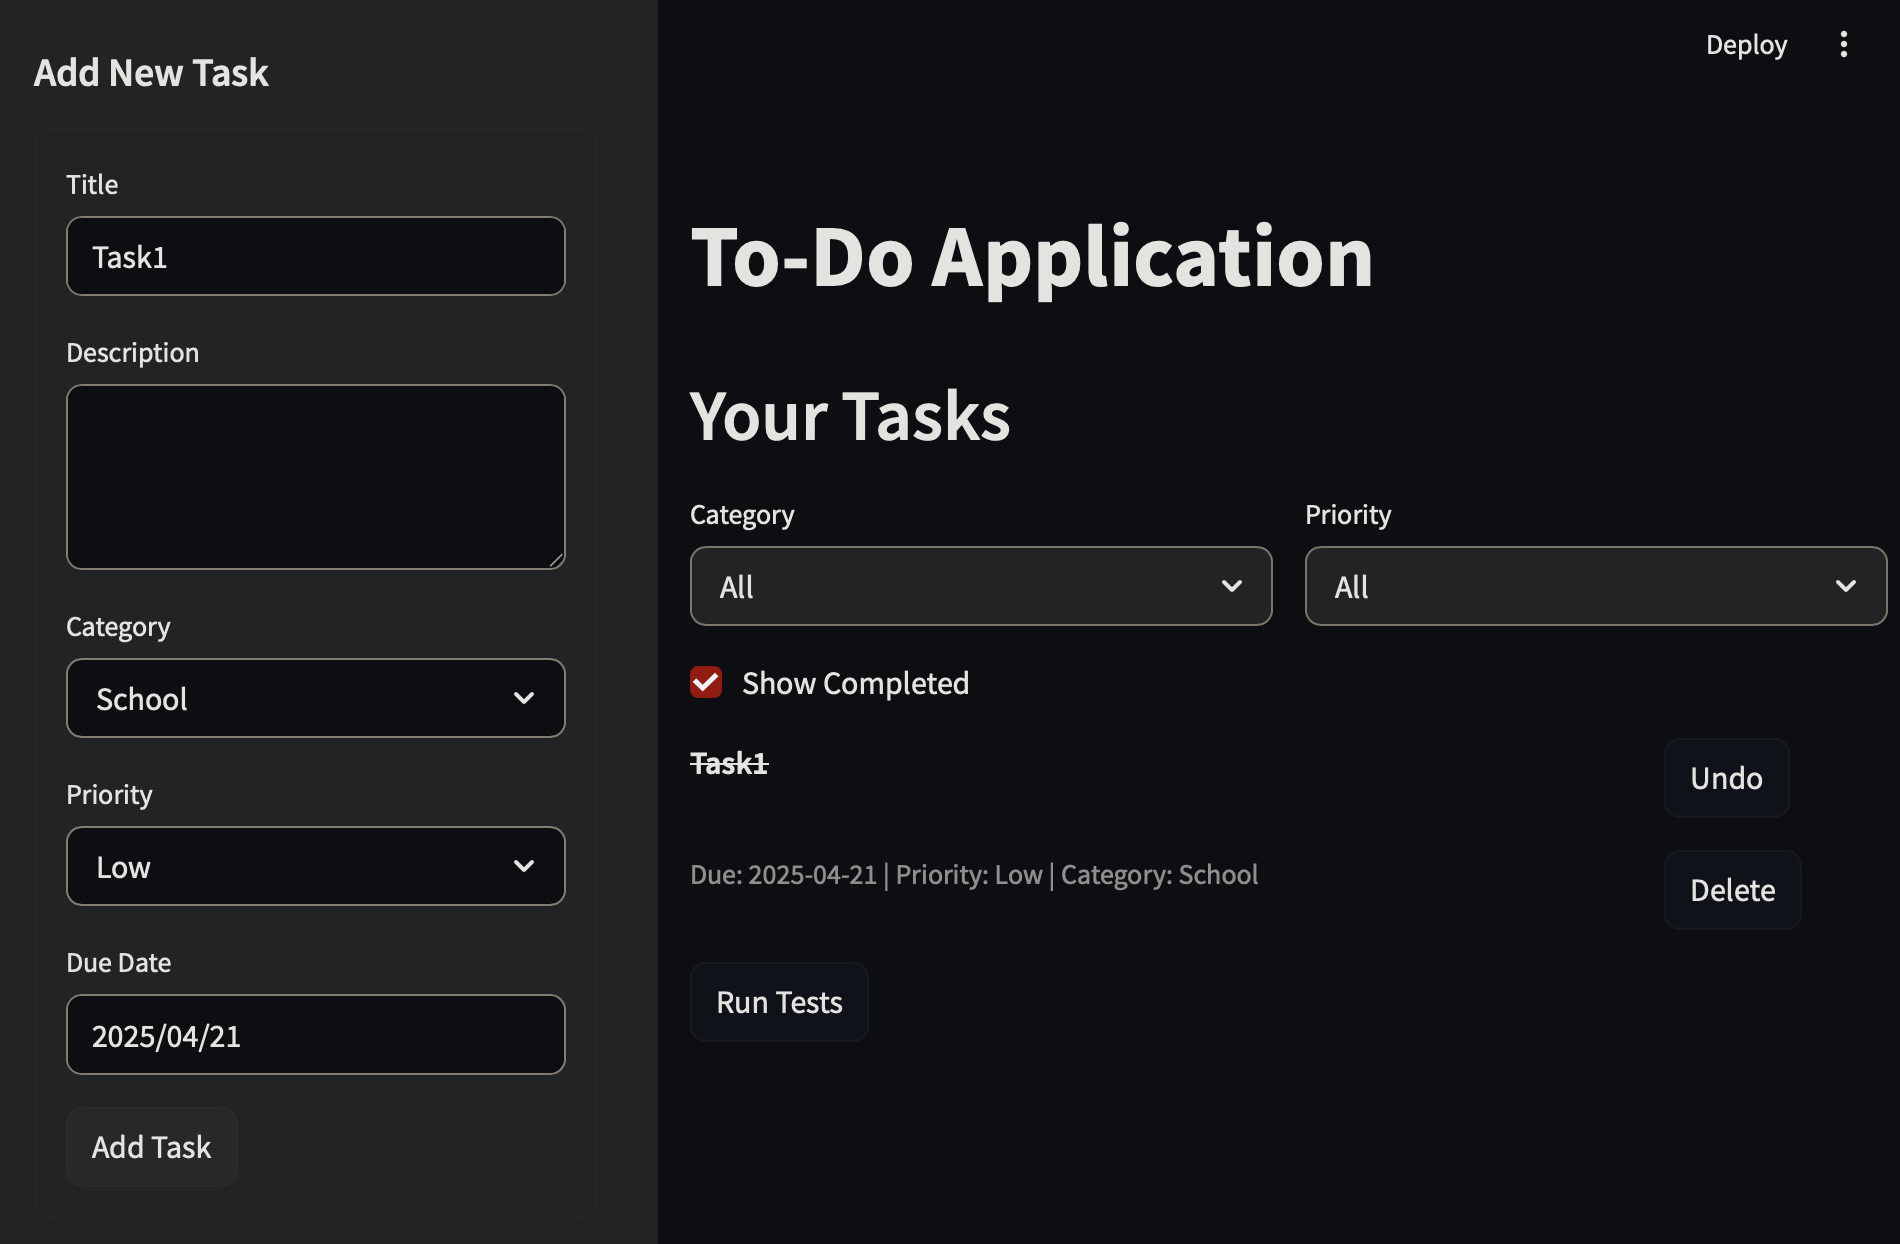 Add New Task
Title
Task1
Description
Category
School
Priority
Low
Due Date
2025/04/21
Add Task
Deploy
To-Do Application
Your Tasks
Category
Priority
All
All
Show Completed
Task1
Undo
Due: 2025-04-21 | Priority: Low | Category: School
Delete
Run Tests